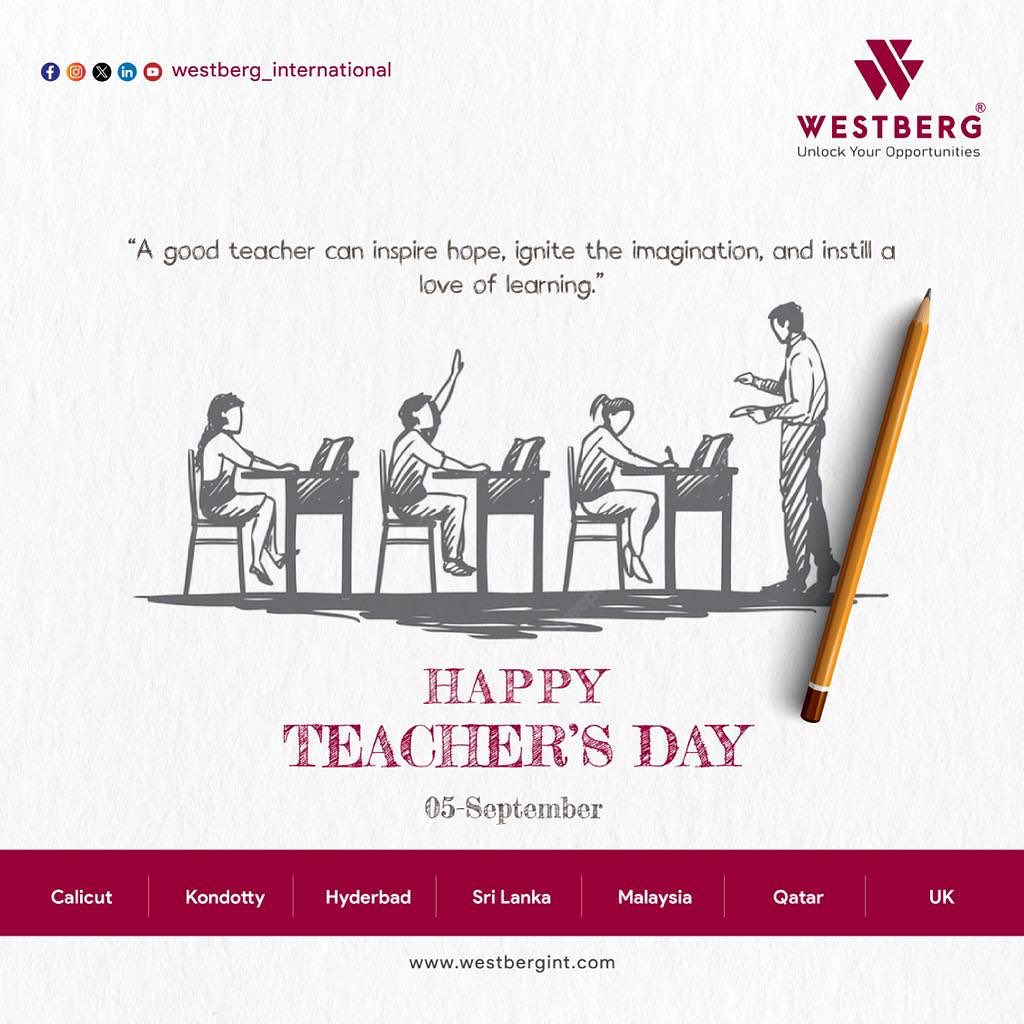 westberg_international
WESTBERG®
Unlock Your Opportunities
“A good teacher can inspire hope, ignite the imagination, and instill a
love of learning.”
HAPPY
TEACHER’S DAY
05-September
Calicut Kondotty Hyderbad Sri Lanka Malaysia Qatar UK
www.westbergint.com